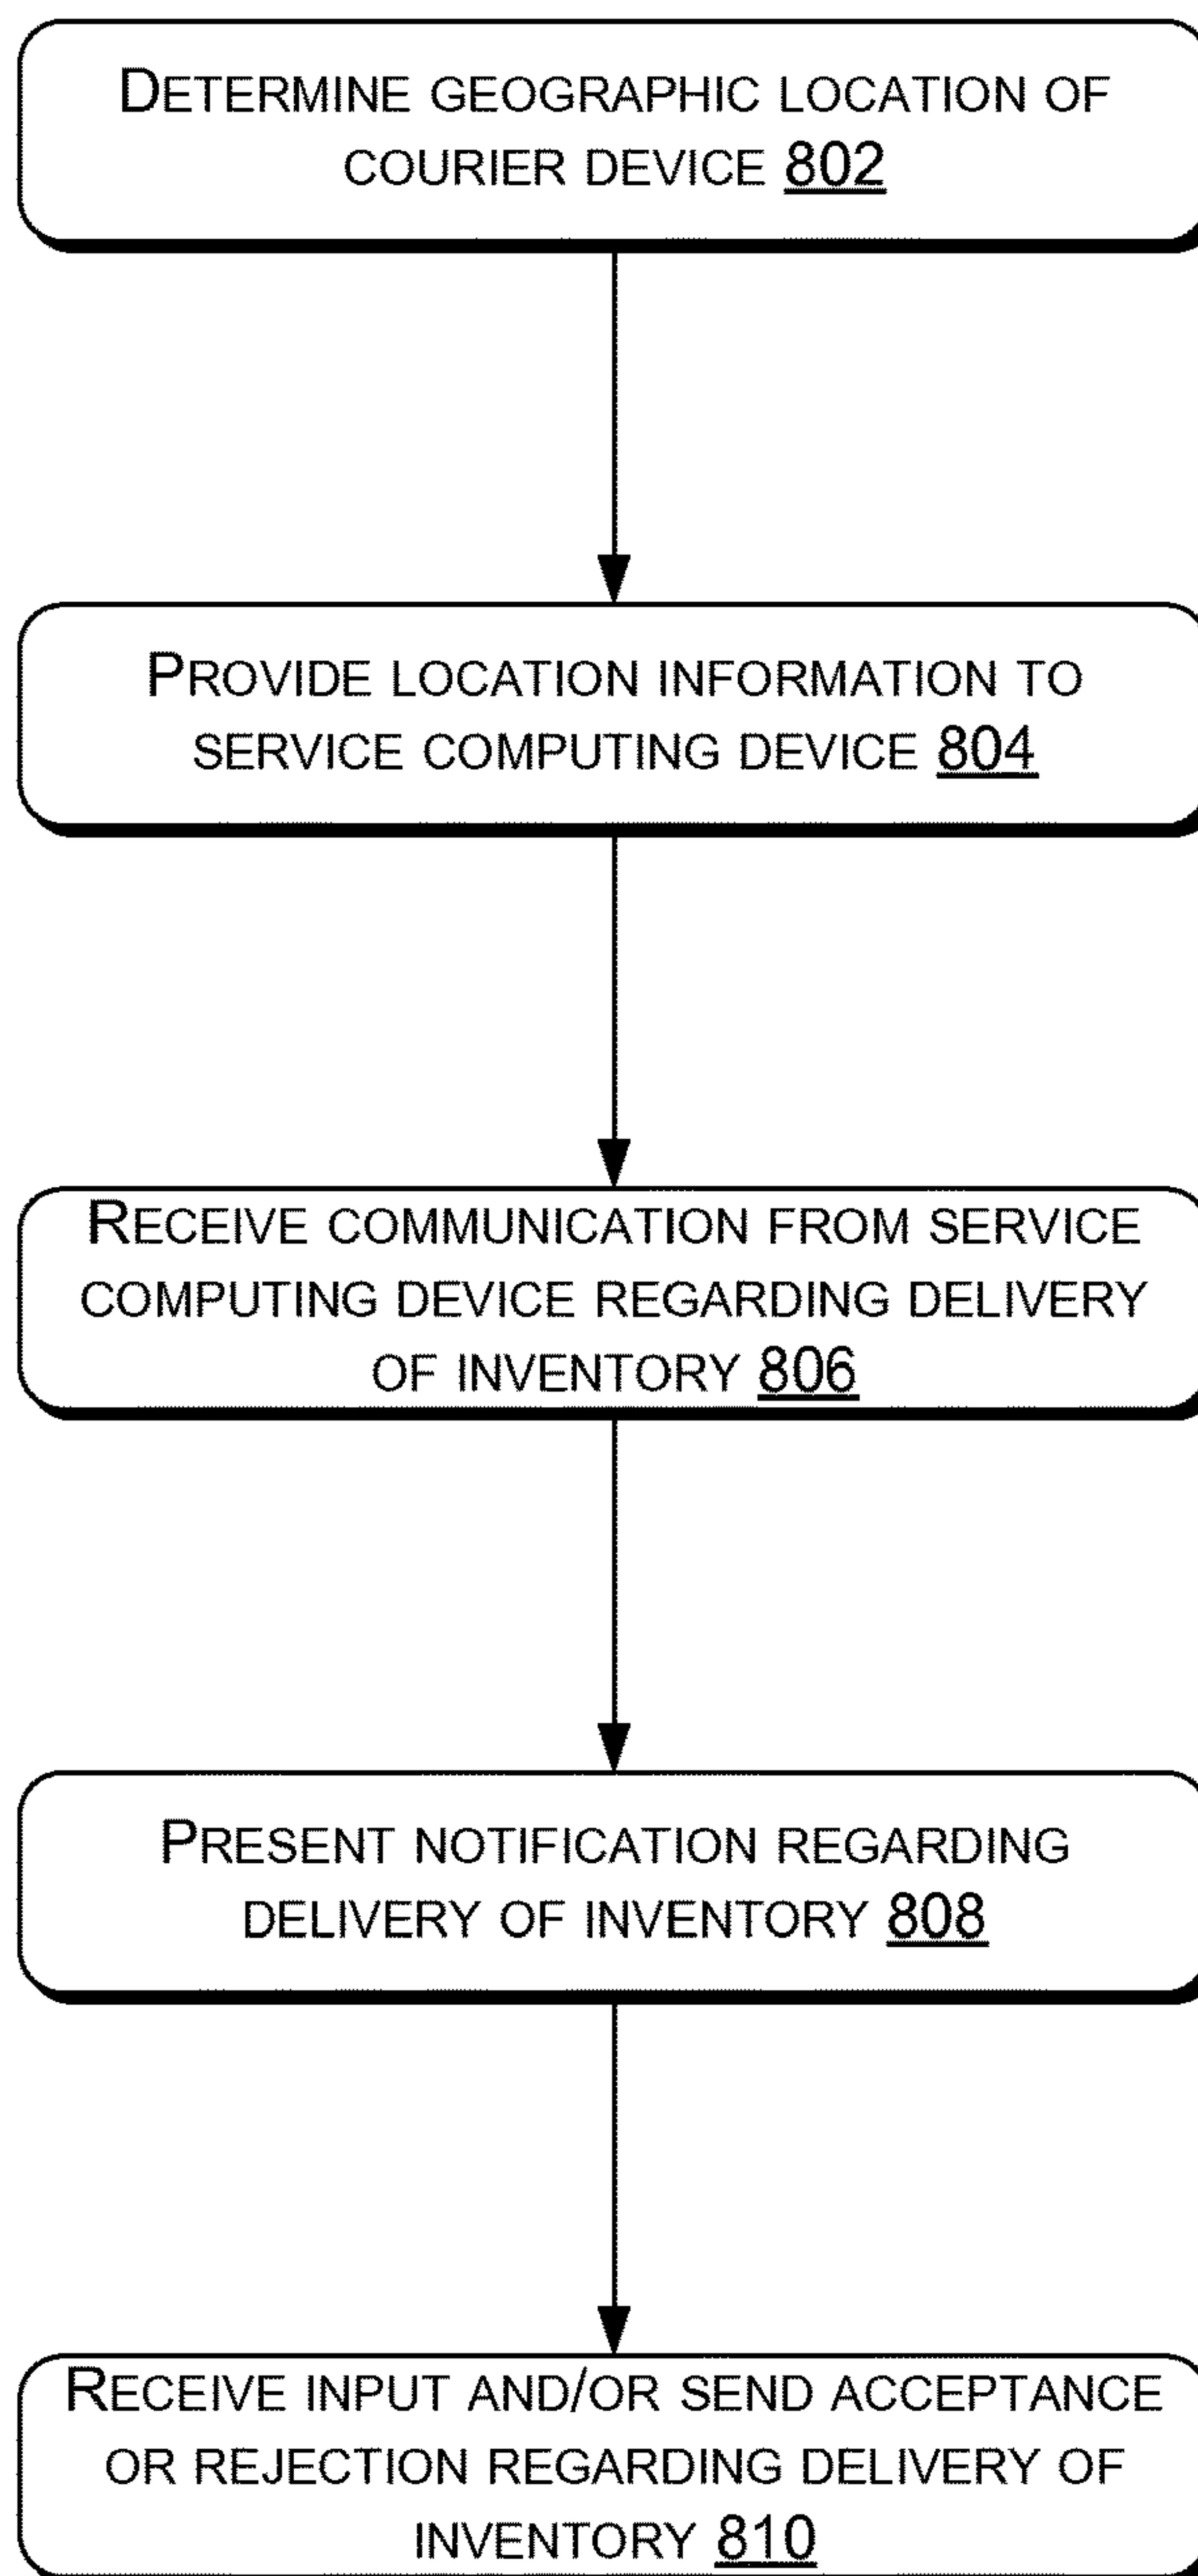 DETERMINE GEOGRAPHIC LOCATION OF
COURIER DEVICE 802
PROVIDE LOCATION INFORMATION TO
SERVICE COMPUTING DEVICE 804
RECEIVE COMMUNICATION FROM SERVICE
COMPUTING DEVICE REGARDING DELIVERY
OF INVENTORY 806
PRESENT NOTIFICATION REGARDING
DELIVERY OF INVENTORY 808
RECEIVE INPUT AND/OR SEND ACCEPTANCE
OR REJECTION REGARDING DELIVERY OF
INVENTORY 810